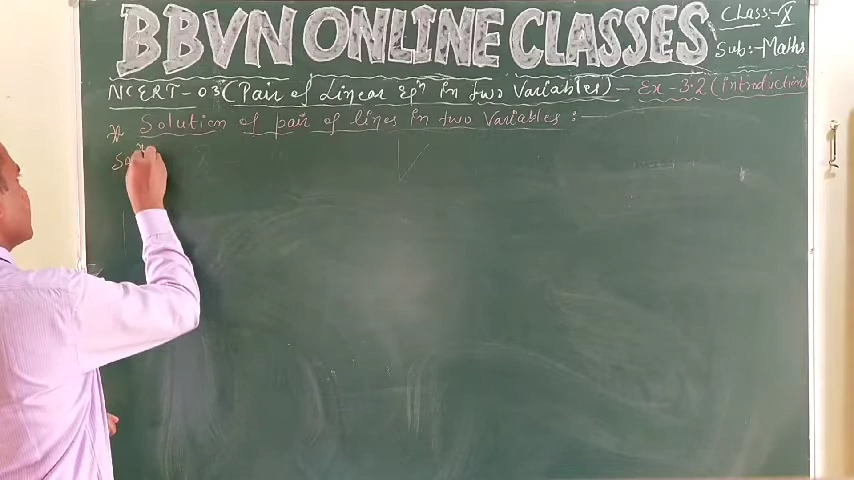 BBVN ONLINE CLASSES
Class:- X
Sub:- Maths
NCERT-03 (Pair of Linear Eqⁿ in two Variables) - Ex-3.2 (introduction)
* Solution of pair of lines in two Variables :-